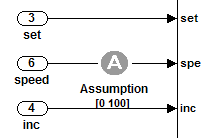 3
set
set
6
speed
A
spe
Assumption
[0 100]
4
inc
inc